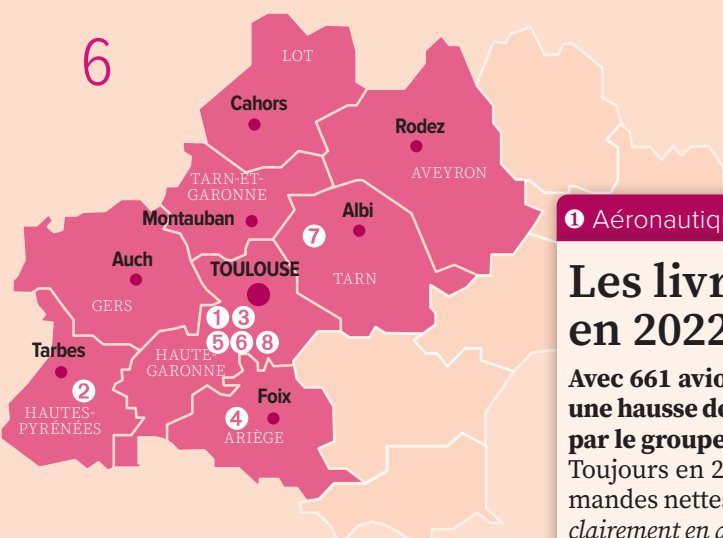 6
LOT
Cahors
Rodez
AVEYRON
TARN-ET-
GARONNE
Montauban
Albi
7
TARN
Auch
GERS
TOULOUSE
1 3
5 6 8
HAUTE-
GARONNE
Tarbes
2
HAUTES-
PYRÉNÉES
Foix
4
ARIÈGE
1 Aéronautiq
Les livr
en 2022
Avec 661 avio
une hausse de
par le groupe
Toujours en 2
mandes nettes
clairement en a